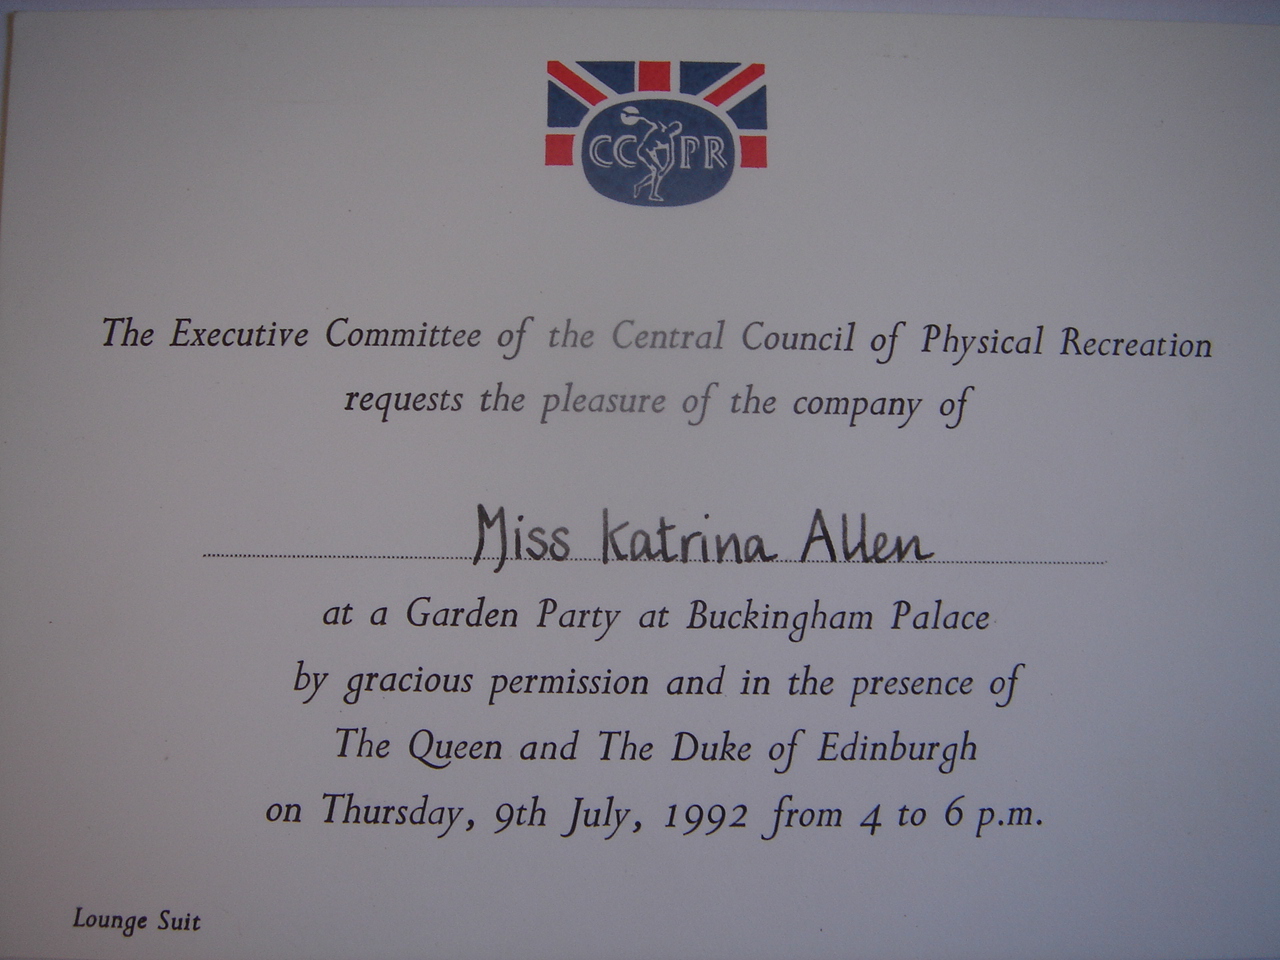 CCPR
The Executive Committee of the Central Council of Physical Recreation
requests the pleasure of the company of
Miss Katrina Allen
at a Garden Party at Buckingham Palace
by gracious permission and in the presence of
The Queen and The Duke of Edinburgh
on Thursday, 9th July, 1992 from 4 to 6 p.m.
Lounge Suit